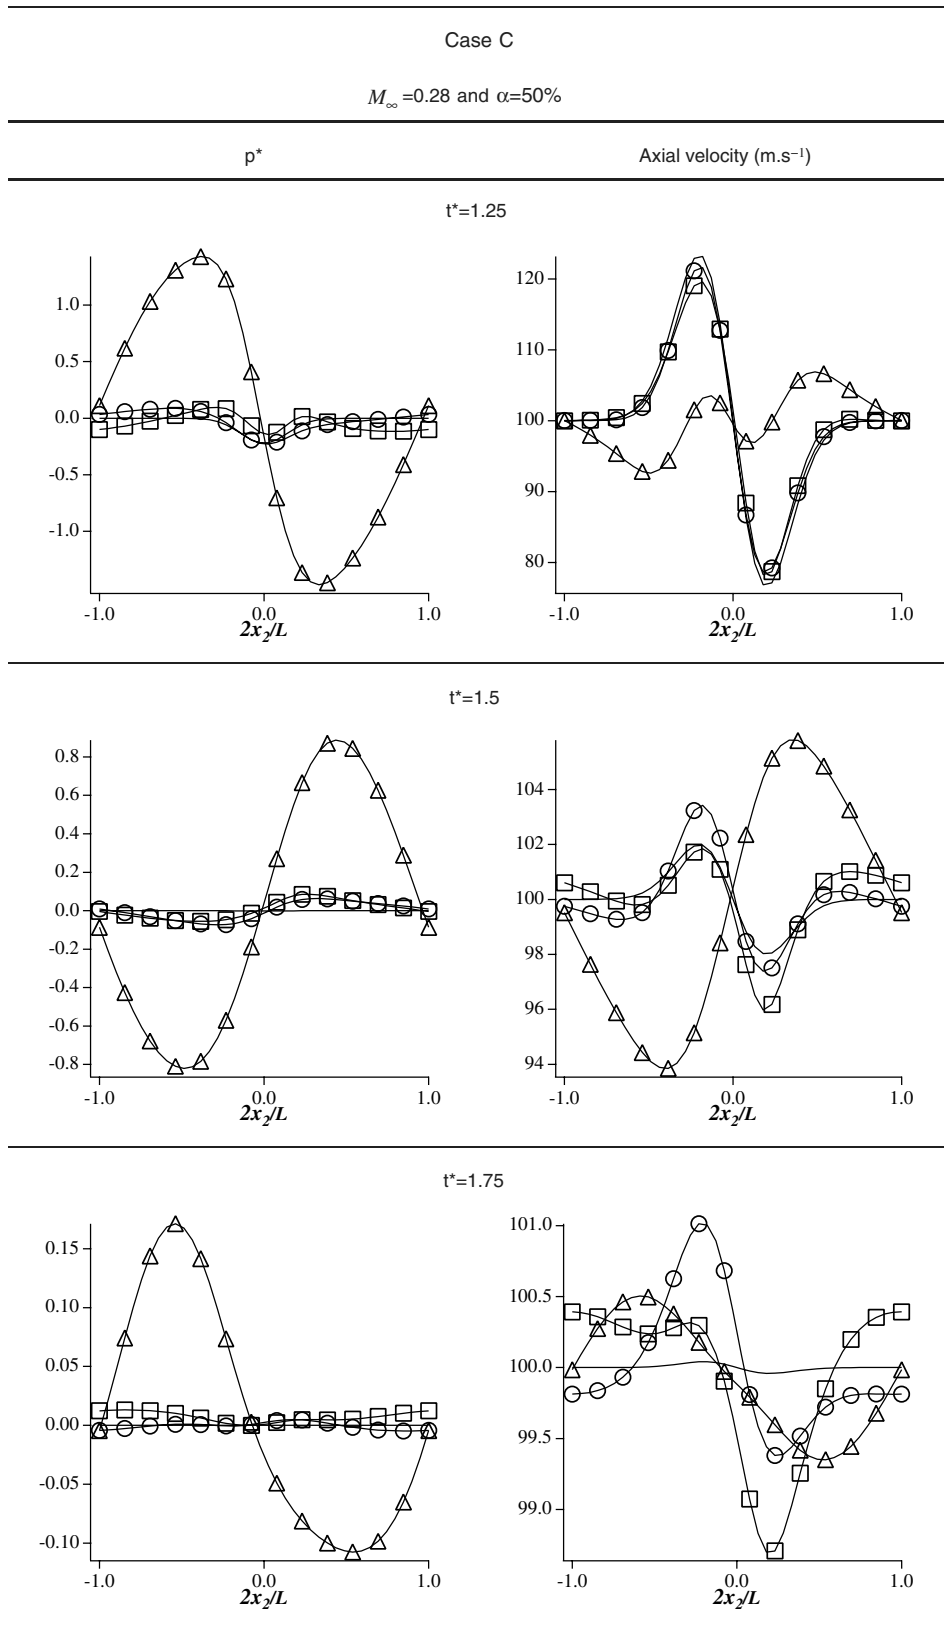 Case C
M∞ =0.28 and α=50%
p* Axial velocity (m.s−1)
t*=1.25
1.0
0.5
0.0
-0.5
-1.0
-1.0 0.0 1.0
2x2/L
120
110
100
90
80
-1.0 0.0 1.0
2x2/L
t*=1.5
0.8
0.6
0.4
0.2
0.0
-0.2
-0.4
-0.6
-0.8
-1.0 0.0 1.0
2x2/L
104
102
100
98
96
94
-1.0 0.0 1.0
2x2/L
t*=1.75
0.15
0.10
0.05
0.00
-0.05
-0.10
-1.0 0.0 1.0
2x2/L
101.0
100.5
100.0
99.5
99.0
-1.0 0.0 1.0
2x2/L